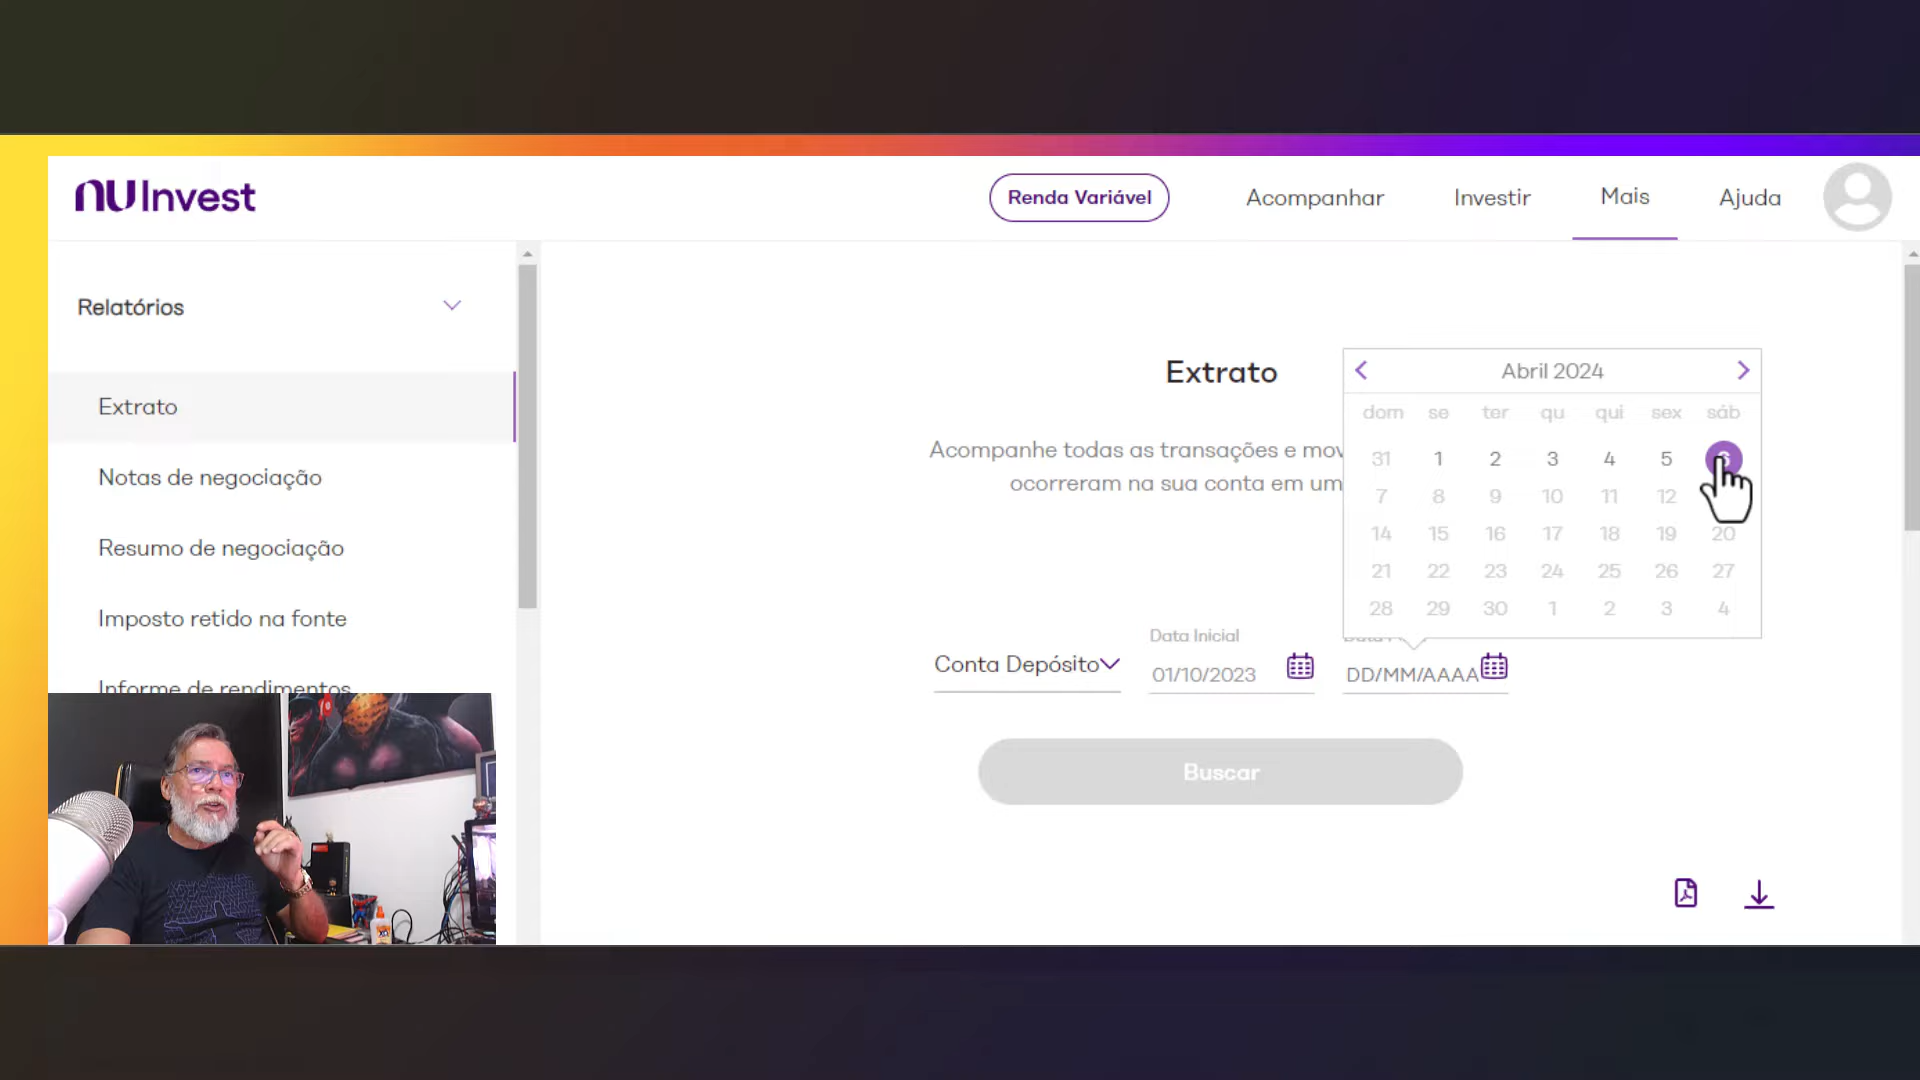 nu Invest
Renda Variável
Acompanhar
Investir
Mais
Ajuda
Relatórios
Extrato
Notas de negociação
Resumo de negociação
Imposto retido na fonte
Informe de rendimentos
Extrato
Acompanhe todas as transações e mov
ocorreram na sua conta em um
Abril 2024
dom se ter qu qui sex sáb
31 1 2 3 4 5 6
7 8 9 10 11 12
14 15 16 17 18 19 20
21 22 23 24 25 26 27
28 29 30 1 2 3 4
Conta Depósito
Data Inicial
01/10/2023
DD/MM/AAAA
Buscar